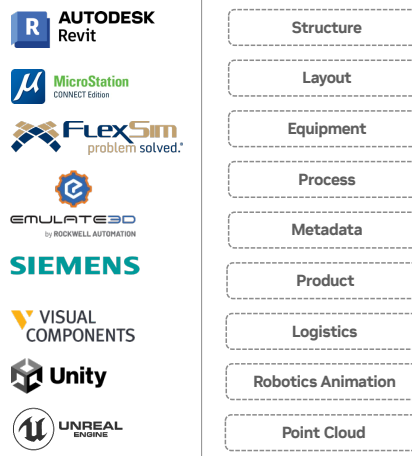 AUTODESK
Revit
MicroStation
CONNECT Edition
FLEXSIM
problem solved.®
EMULATE3D
by ROCKWELL AUTOMATION
SIEMENS
VISUAL
COMPONENTS
Unity
UNREAL
ENGINE
Structure
Layout
Equipment
Process
Metadata
Product
Logistics
Robotics Animation
Point Cloud